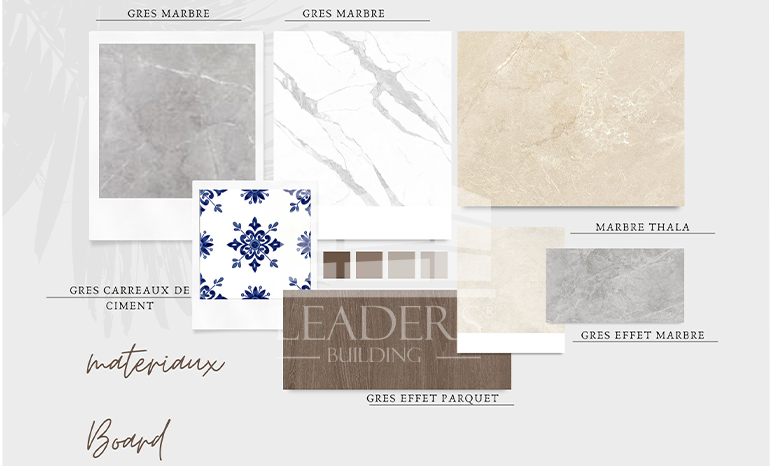 GRES MARBRE
GRES MARBRE
MARBRE THALA
GRES CARREAUX DE
CIMENT
LEADERS
BUILDING
GRES EFFET MARBRE
materiaux
GRES EFFET PARQUET
Board